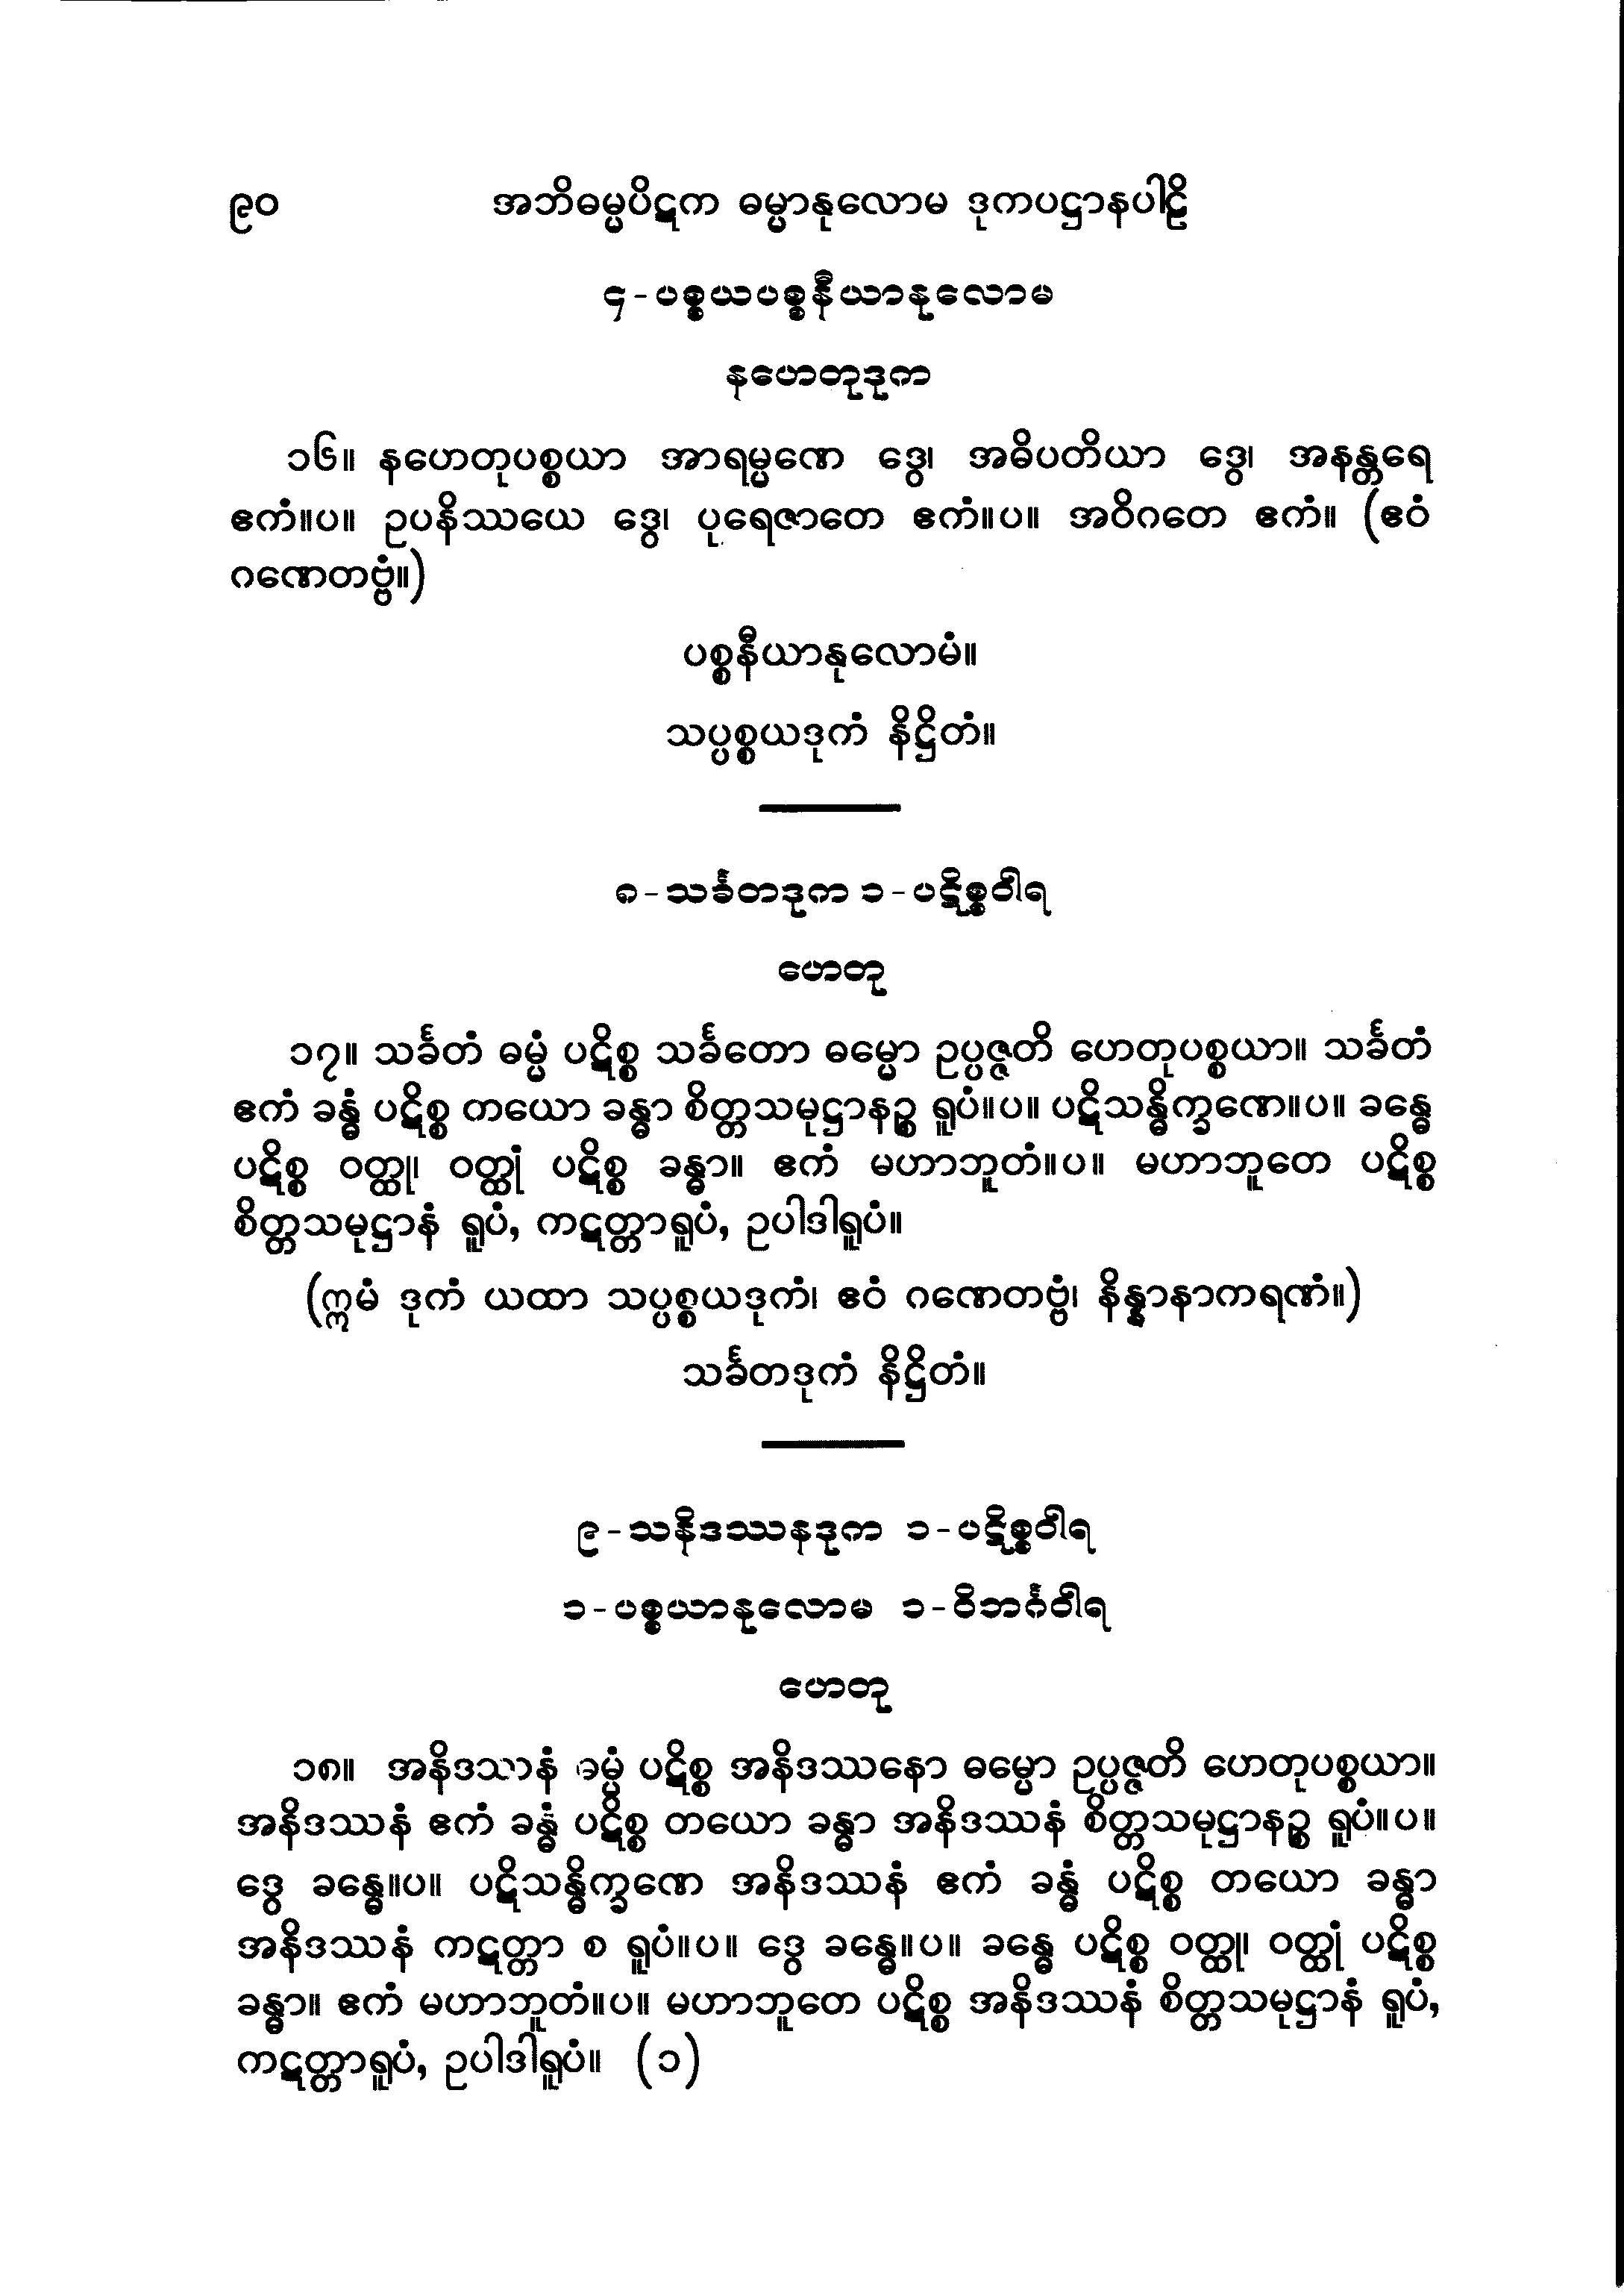 ၉၀ အဘိဓမ္မပိဋက ဓမ္မာနုလောမ ဒုကပဋ္ဌာနပါဠိ
၄-ပစ္စယပစ္စနီယာနုလောမ
နဟေတုဒုက
၁၆။ နဟေတုပစ္စယာ အာရမ္မဏေ ဒွေ၊ အဓိပတိယာ ဒွေ၊ အနန္တရေ
ဧကံ။ပ။ ဥပနိဿယေ ဒွေ၊ ပုရေဇာတေ ဧကံ။ပ။ အဝိဂတေ ဧကံ။ (ဧဝံ
ဂဏေတဗ္ဗံ။)
ပစ္စနီယာနုလောမံ။
သပ္ပစ္စယဒုကံ နိဋ္ဌိတံ။
၈-သင်္ခတဒုက ၁-ပဋိစ္စဝါရ
ဟေတု
၁၇။ သင်္ခတံ ဓမ္မံ ပဋိစ္စ သင်္ခတော ဓမ္မော ဥပ္ပဇ္ဇတိ ဟေတုပစ္စယာ။ သင်္ခတံ
ဧကံ ခန္ဓံ ပဋိစ္စ တယော ခန္ဓာ စိတ္တသမုဋ္ဌာနဉ္စ ရူပံ။ပ။ ပဋိသန္ဓိက္ခဏေ။ပ။ ခန္ဓေ
ပဋိစ္စ ဝတ္ထု၊ ဝတ္ထုံ ပဋိစ္စ ခန္ဓာ။ ဧကံ မဟာဘူတံ။ပ။ မဟာဘူတေ ပဋိစ္စ
စိတ္တသမုဋ္ဌာနံ ရူပံ, ကဋတ္တာရူပံ, ဥပါဒါရူပံ။
(ဣမံ ဒုကံ ယထာ သပ္ပစ္စယဒုကံ၊ ဧဝံ ဂဏေတဗ္ဗံ၊ နိန္နာနာကရဏံ။)
သင်္ခတဒုကံ နိဋ္ဌိတံ။
၉-သနိဒဿနဒုက ၁-ပဋိစ္စဝါရ
၁-ပစ္စယာနုလောမ ၁-ဝိဘင်္ဂဝါရ
ဟေတု
၁၈။ အနိဒဿနံ ဓမ္မံ ပဋိစ္စ အနိဒဿနော ဓမ္မော ဥပ္ပဇ္ဇတိ ဟေတုပစ္စယာ။
အနိဒဿနံ ဧကံ ခန္ဓံ ပဋိစ္စ တယော ခန္ဓာ အနိဒဿနံ စိတ္တသမုဋ္ဌာနဉ္စ ရူပံ။ပ။
ဒွေ ခန္ဓေ။ပ။ ပဋိသန္ဓိက္ခဏေ အနိဒဿနံ ဧကံ ခန္ဓံ ပဋိစ္စ တယော ခန္ဓာ
အနိဒဿနံ ကဋတ္တာ စ ရူပံ။ပ။ ဒွေ ခန္ဓေ။ပ။ ခန္ဓေ ပဋိစ္စ ဝတ္ထု၊ ဝတ္ထုံ ပဋိစ္စ
ခန္ဓာ။ ဧကံ မဟာဘူတံ။ပ။ မဟာဘူတေ ပဋိစ္စ အနိဒဿနံ စိတ္တသမုဋ္ဌာနံ ရူပံ,
ကဋတ္တာရူပံ, ဥပါဒါရူပံ။ (၁)